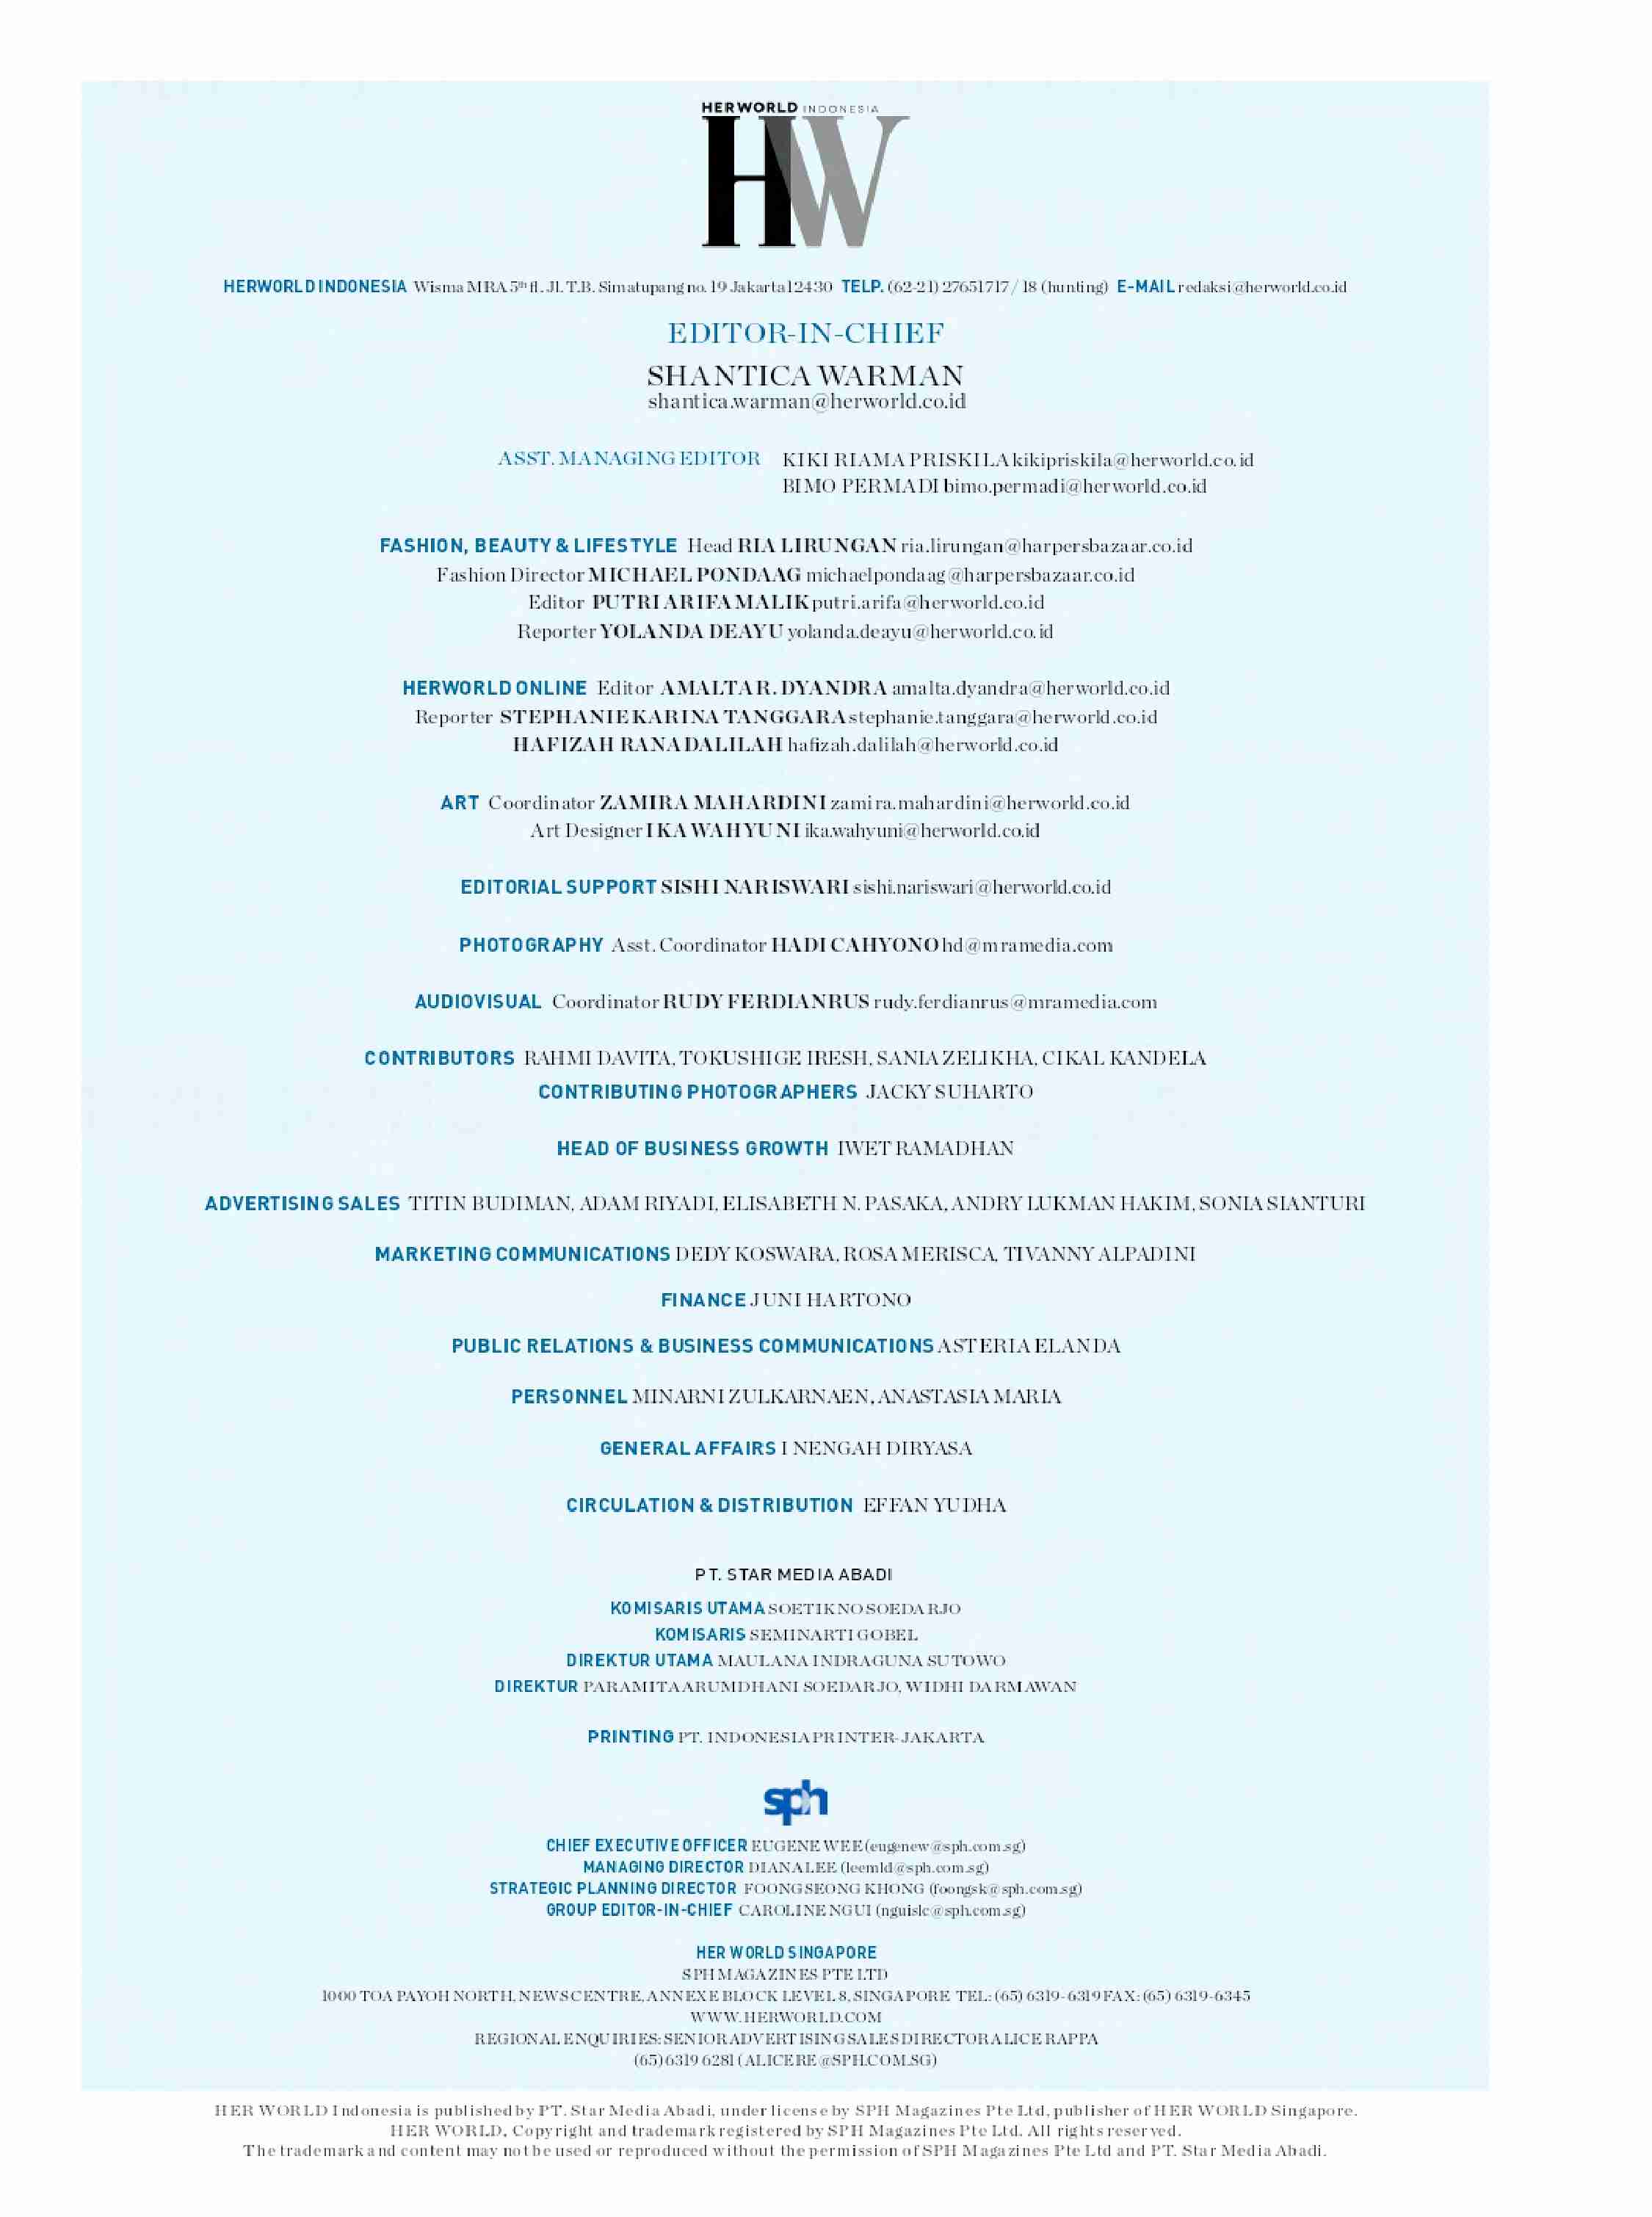 HERWORLD INDONESIA
HW
HERWORLD INDONESIA Wisma MRA 5th fl. Jl. T.B. Simatupang no. 19 Jakarta 12430 TELP. (62-21) 27651717 / 18 (hunting) E-MAIL redaksi@herworld.co.id
EDITOR-IN-CHIEF
SHANTICA WARMAN
shantica.warman@herworld.co.id
ASST. MANAGING EDITOR KIKI RIAMA PRISKILA kikipriskila@herworld.co.id
BIMO PERMADI bimo.permadi@herworld.co.id
FASHION, BEAUTY & LIFESTYLE Head RIA LIRUNGAN ria.lirungan@harpersbazaar.co.id
Fashion Director MICHAEL PONDAAG michaelpondaag@harpersbazaar.co.id
Editor PUTRI ARIFA MALIK putri.arifa@herworld.co.id
Reporter YOLANDA DEAYU yolanda.deayu@herworld.co.id
HERWORLD ONLINE Editor AMALTA R. DYANDRA amalta.dyandra@herworld.co.id
Reporter STEPHANIE KARINA TANGGARA stephanie.tanggara@herworld.co.id
HAFIZAH RANA DALILAH hafizah.dalilah@herworld.co.id
ART Coordinator ZAMIRA MAHARDINI zamira.mahardini@herworld.co.id
Art Designer IKA WAHYUNI ika.wahyuni@herworld.co.id
EDITORIAL SUPPORT SISHI NARISWARI sishi.nariswari@herworld.co.id
PHOTOGRAPHY Asst. Coordinator HADI CAHYONO hd@mramedia.com
AUDIOVISUAL Coordinator RUDY FERDIANRUS rudy.ferdianrus@mramedia.com
CONTRIBUTORS RAHMI DAVITA, TOKUSHIGE IRESH, SANIA ZELIKHA, CIKAL KANDELA
CONTRIBUTING PHOTOGRAPHERS JACKY SUHARTO
HEAD OF BUSINESS GROWTH IWET RAMADHAN
ADVERTISING SALES TITIN BUDIMAN, ADAM RIYADI, ELISABETH N. PASAKA, ANDRY LUKMAN HAKIM, SONIA SIANTURI
MARKETING COMMUNICATIONS DEDY KOSWARA, ROSA MERISCA, TIVANNY ALPADINI
FINANCE JUNI HARTONO
PUBLIC RELATIONS & BUSINESS COMMUNICATIONS ASTERIA ELANDA
PERSONNEL MINARNI ZULKARNAEN, ANASTASIA MARIA
GENERAL AFFAIRS I NENGAH DIRYASA
CIRCULATION & DISTRIBUTION EFFAN YUDHA
PT. STAR MEDIA ABADI
KOMISARIS UTAMA SOETIKNO SOEDARJO
KOMISARIS SEMINARTI GOBEL
DIREKTUR UTAMA MAULANA INDRAGUNA SUTOWO
DIREKTUR PARAMITA ARUMDHANI SOEDARJO, WIDHI DARMAWAN
PRINTING PT. INDONESIA PRINTER-JAKARTA
sph
CHIEF EXECUTIVE OFFICER EUGENE WEE (eugenew@sph.com.sg)
MANAGING DIRECTOR DIANA LEE (leemld@sph.com.sg)
STRATEGIC PLANNING DIRECTOR FOONG SEONG KHONG (foongsk@sph.com.sg)
GROUP EDITOR-IN-CHIEF CAROLINE NGUI (nguislc@sph.com.sg)
HER WORLD SINGAPORE
SPH MAGAZINES PTE LTD
1000 TOA PAYOH NORTH, NEWS CENTRE, ANNEXE BLOCK LEVEL 8, SINGAPORE TEL: (65) 6319-6319 FAX: (65) 6319-6345
WWW.HERWORLD.COM
REGIONAL ENQUIRIES: SENIOR ADVERTISING SALES DIRECTOR ALICE RAPPA
(65) 6319 6281 (ALICERE@SPH.COM.SG)
HER WORLD Indonesia is published by PT. Star Media Abadi, under license by SPH Magazines Pte Ltd, publisher of HER WORLD Singapore.
HER WORLD, Copyright and trademark registered by SPH Magazines Pte Ltd. All rights reserved.
The trademark and content may not be used or reproduced without the permission of SPH Magazines Pte Ltd and PT. Star Media Abadi.